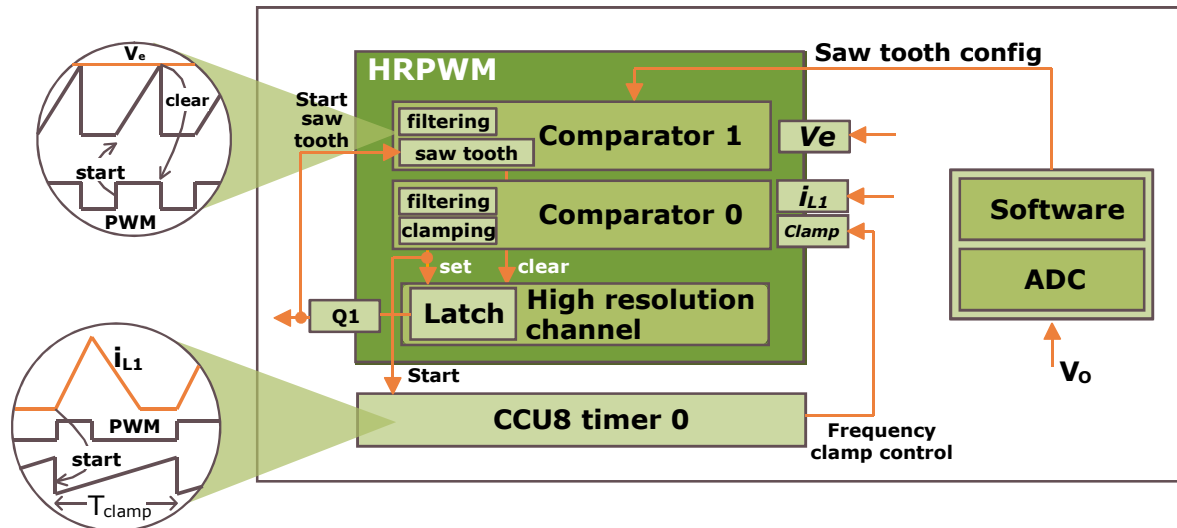 Ve
clear
start
PWM
Start
saw
tooth
HRPWM
Saw tooth config
filtering
saw tooth
Comparator 1
Ve
filtering
clamping
Comparator 0
iL1
Clamp
set
clear
Q1
Latch
High resolution
channel
Software
ADC
VO
Start
CCU8 timer 0
Frequency
clamp control
iL1
PWM
start
Tclamp